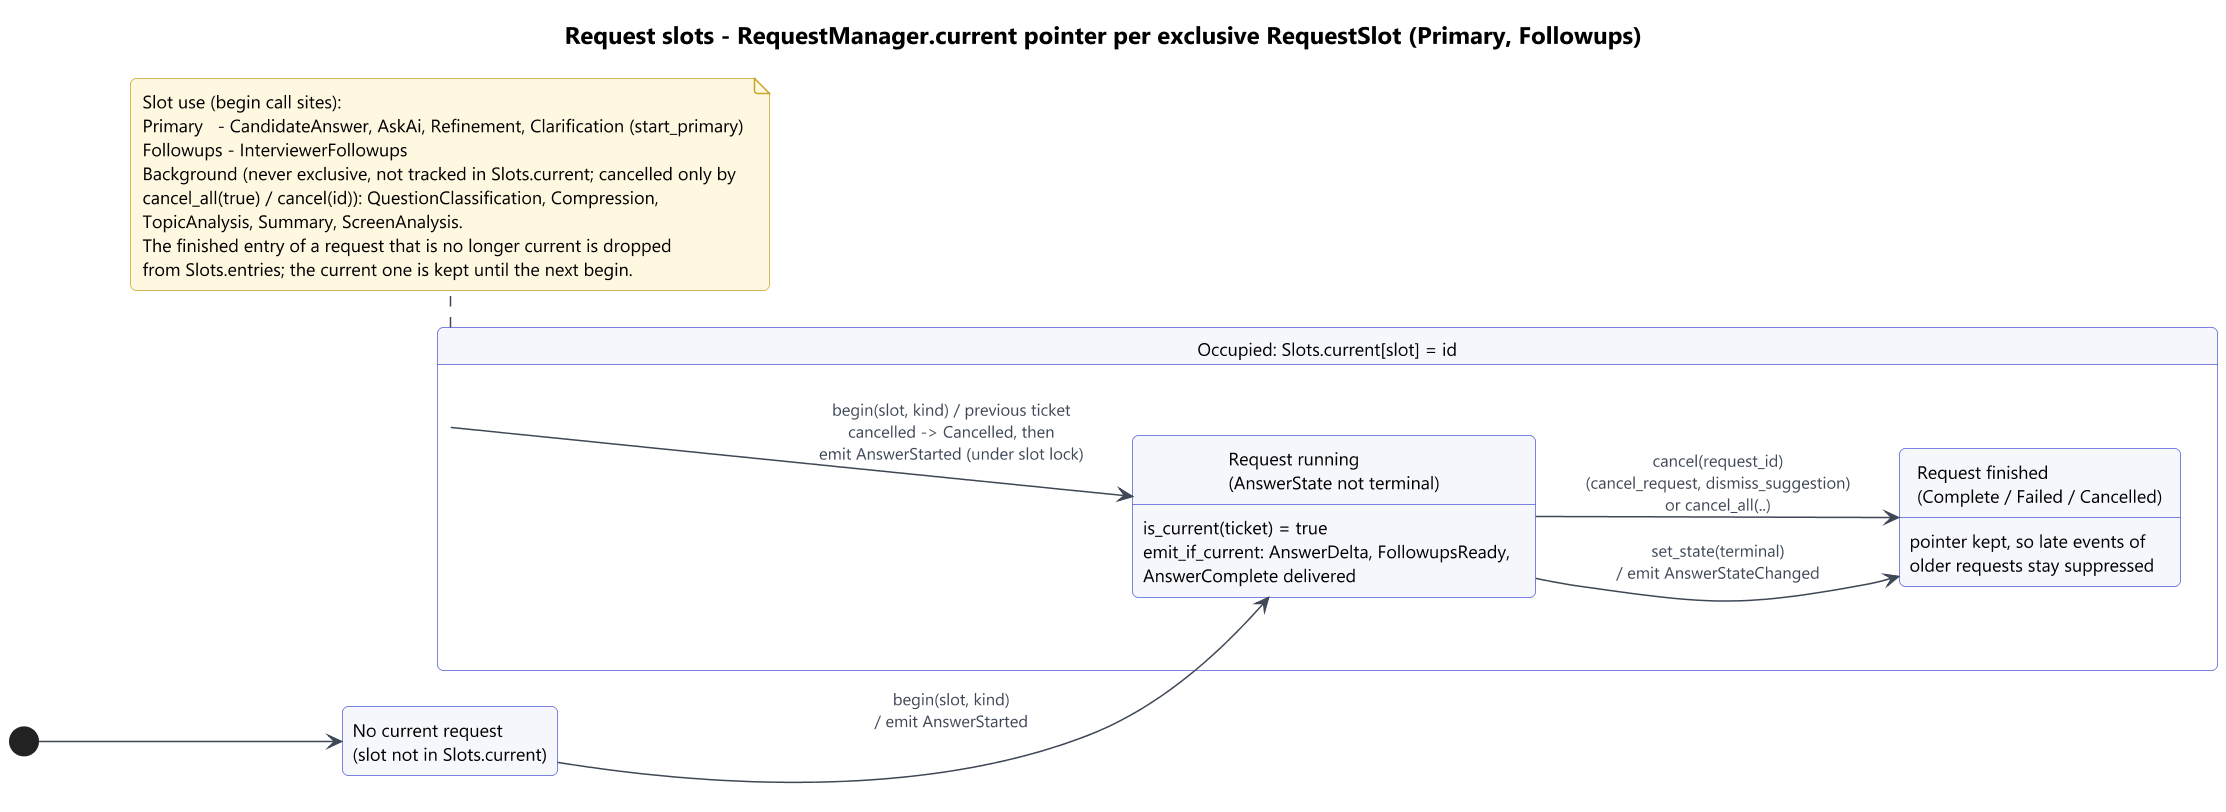 Request slots - RequestManager.current pointer per exclusive RequestSlot (Primary, Followups)
Slot use (begin call sites):
Primary   - CandidateAnswer, AskAi, Refinement, Clarification (start_primary)
Followups - InterviewerFollowups
Background (never exclusive, not tracked in Slots.current; cancelled only by
cancel_all(true) / cancel(id)): QuestionClassification, Compression,
TopicAnalysis, Summary, ScreenAnalysis.
The finished entry of a request that is no longer current is dropped
from Slots.entries; the current one is kept until the next begin.
Occupied: Slots.current[slot] = id
begin(slot, kind) / previous ticket
cancelled -> Cancelled, then
emit AnswerStarted (under slot lock)
Request running
(AnswerState not terminal)
is_current(ticket) = true
emit_if_current: AnswerDelta, FollowupsReady,
AnswerComplete delivered
cancel(request_id)
(cancel_request, dismiss_suggestion)
or cancel_all(..)
set_state(terminal)
/ emit AnswerStateChanged
Request finished
(Complete / Failed / Cancelled)
pointer kept, so late events of
older requests stay suppressed
begin(slot, kind)
/ emit AnswerStarted
No current request
(slot not in Slots.current)